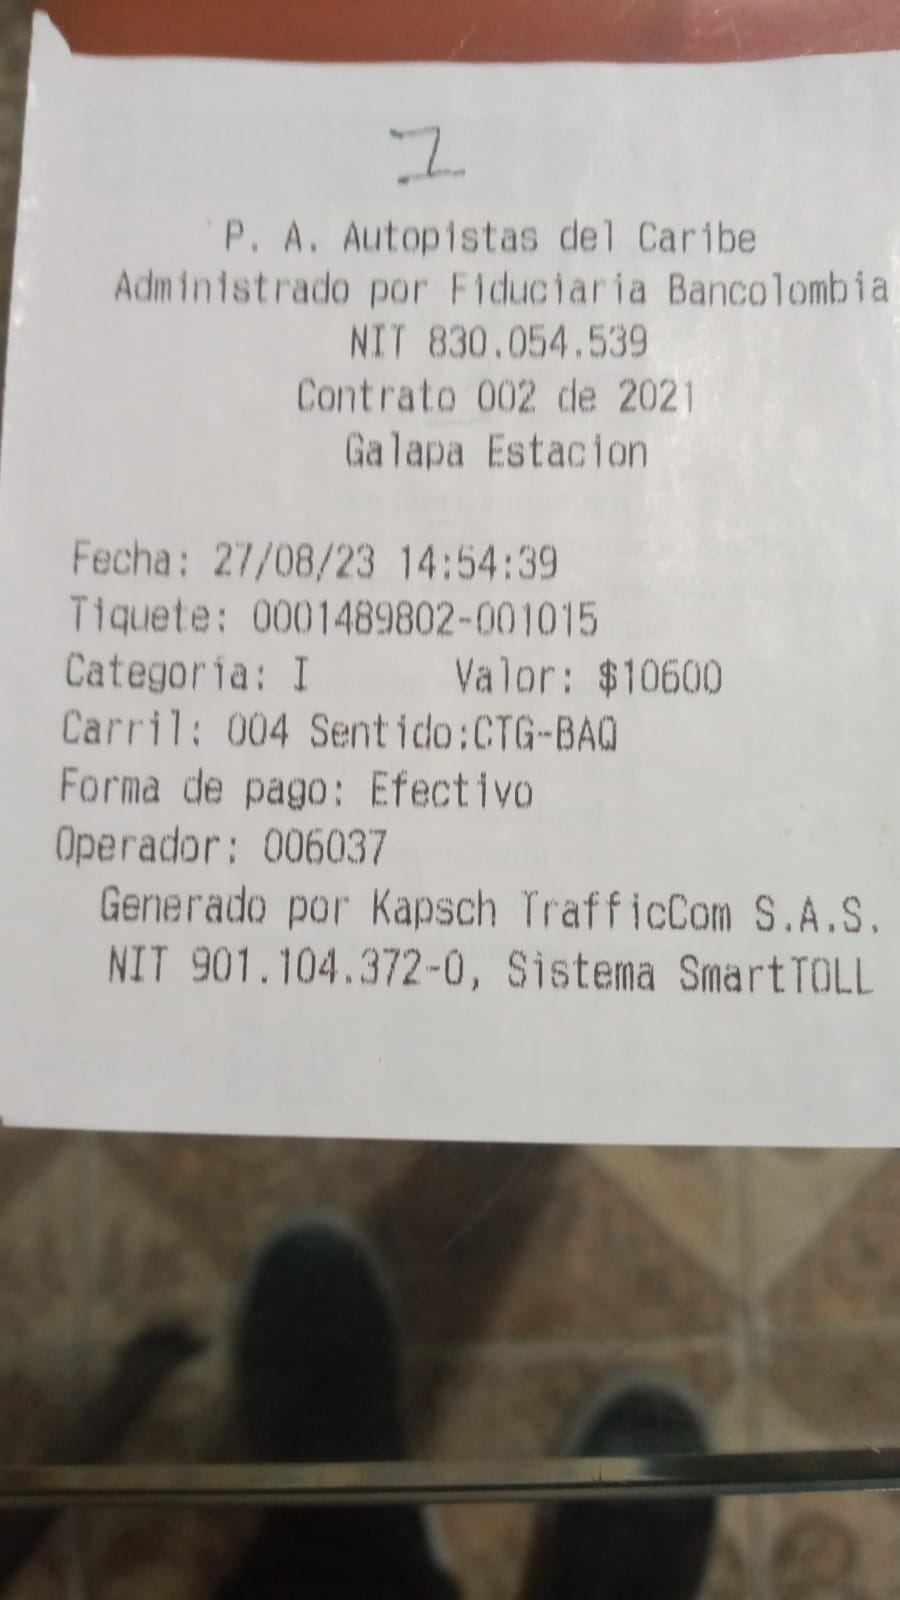 1
P. A. Autopistas del Caribe
Administrado por Fiduciaria Bancolombia
NIT 830.054.539
Contrato 002 de 2021
Galapa Estacion
Fecha: 27/08/23 14:54:39
Tiquete: 0001489802-001015
Categoria: I Valor: $10600
Carril: 004 Sentido:CTG-BAQ
Forma de pago: Efectivo
Operador: 006037
Generado por Kapsch TrafficCom S.A.S.
NIT 901.104.372-0, Sistema SmartTOLL